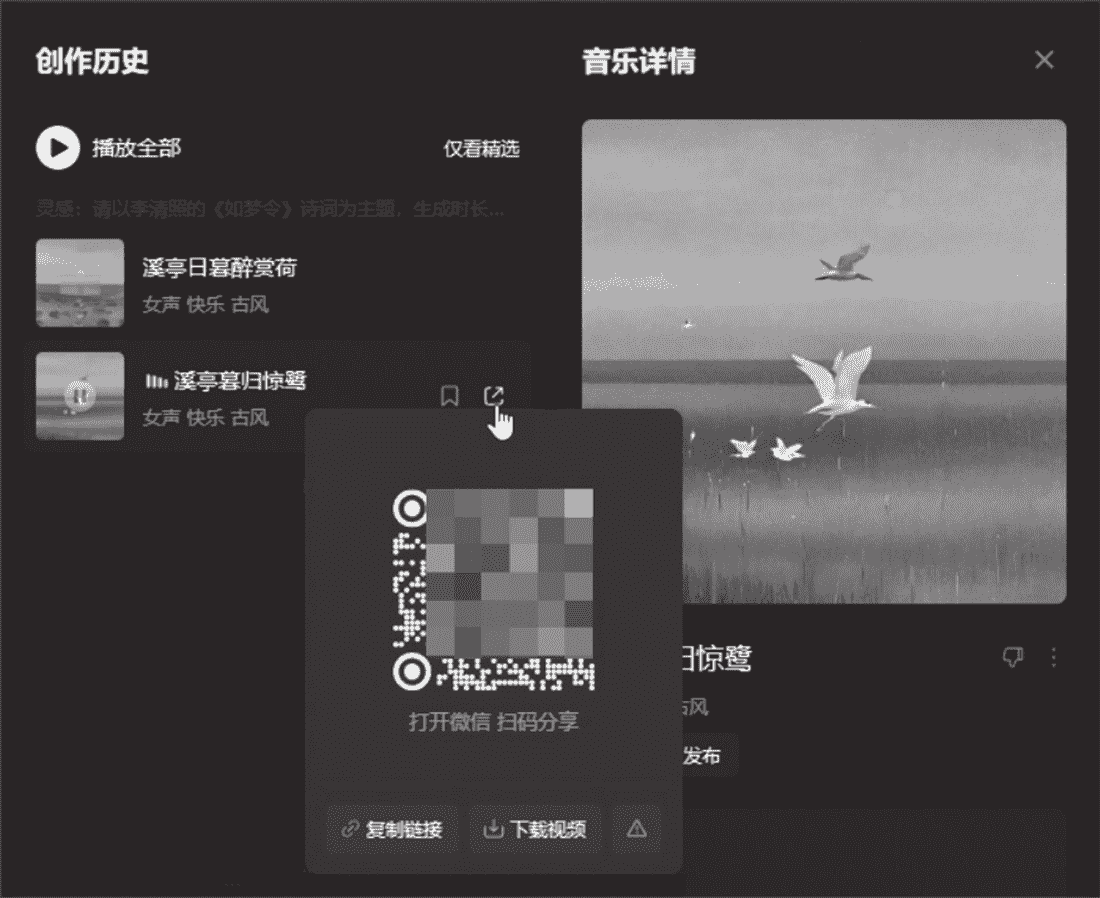 创作历史
播放全部
仅看精选
灵感：请以李清照的《如梦令》诗词为主题，生成时长...
溪亭日暮醉赏荷
女声 快乐 古风
溪亭暮归惊鹭
女声 快乐 古风
打开微信 扫码分享
复制链接
下载视频
音乐详情
归惊鹭
古风
发布